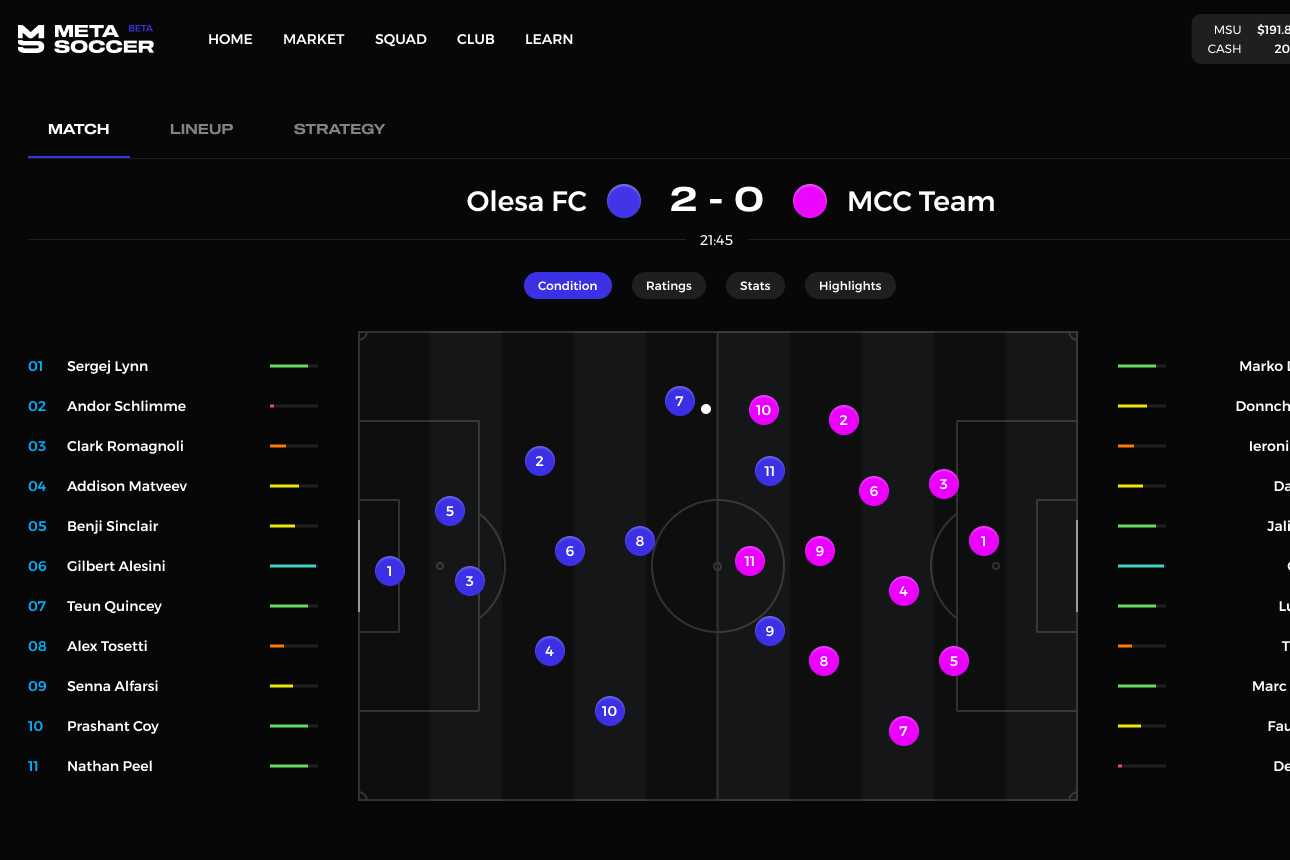 META BETA
SOCCER
HOME MARKET SQUAD CLUB LEARN
MSU $191.8
CASH 20
MATCH LINEUP STRATEGY
Olesa FC 2 - 0 MCC Team
21:45
Condition Ratings Stats Highlights
01 Sergej Lynn
02 Andor Schlimme
03 Clark Romagnoli
04 Addison Matveev
05 Benji Sinclair
06 Gilbert Alesini
07 Teun Quincey
08 Alex Tosetti
09 Senna Alfarsi
10 Prashant Coy
11 Nathan Peel
7
10
2
2
11
5
6
3
8
6
9
11
1
1
3
4
4
9
8
5
10
7
Marko
Donnch
Ieroni
Da
Jali
Lu
T
Marc
Fau
De